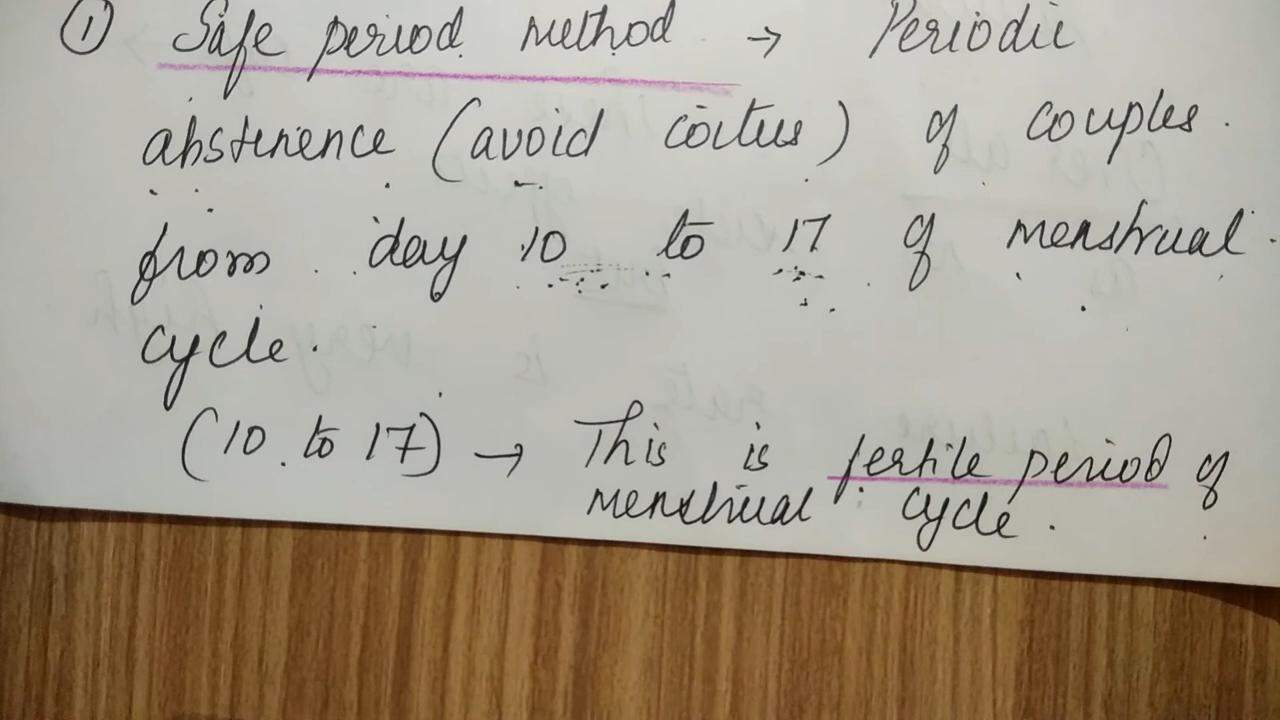 ① Safe period method → Periodic
abstinence (avoid coitus) of couples.
from day 10 to 17 of menstrual
cycle.
(10 to 17) → This is fertile period of
menstrual cycle.